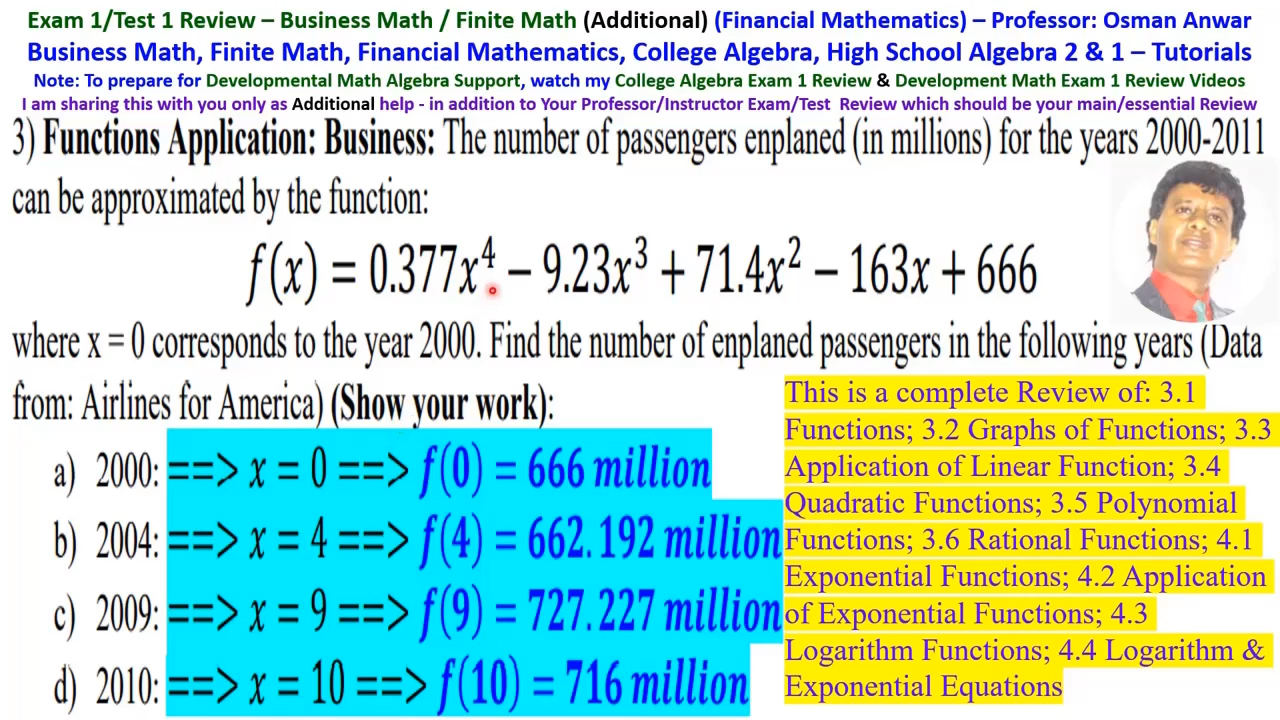 Exam 1/Test 1 Review – Business Math / Finite Math (Additional) (Financial Mathematics) – Professor: Osman Anwar
Business Math, Finite Math, Financial Mathematics, College Algebra, High School Algebra 2 & 1 – Tutorials
Note: To prepare for Developmental Math Algebra Support, watch my College Algebra Exam 1 Review & Development Math Exam 1 Review Videos
I am sharing this with you only as Additional help - in addition to Your Professor/Instructor Exam/Test Review which should be your main/essential Review
3) Functions Application: Business: The number of passengers enplaned (in millions) for the years 2000-2011
can be approximated by the function:
f(x) = 0.377x⁴ − 9.23x³ + 71.4x² − 163x + 666
where x = 0 corresponds to the year 2000. Find the number of enplaned passengers in the following years (Data
from: Airlines for America) (Show your work):
a) 2000: ==> x = 0 ==> f(0) = 666 million
b) 2004: ==> x = 4 ==> f(4) = 662.192 million
c) 2009: ==> x = 9 ==> f(9) = 727.227 million
d) 2010: ==> x = 10 ==> f(10) = 716 million
This is a complete Review of: 3.1
Functions; 3.2 Graphs of Functions; 3.3
Application of Linear Function; 3.4
Quadratic Functions; 3.5 Polynomial
Functions; 3.6 Rational Functions; 4.1
Exponential Functions; 4.2 Application
of Exponential Functions; 4.3
Logarithm Functions; 4.4 Logarithm &
Exponential Equations